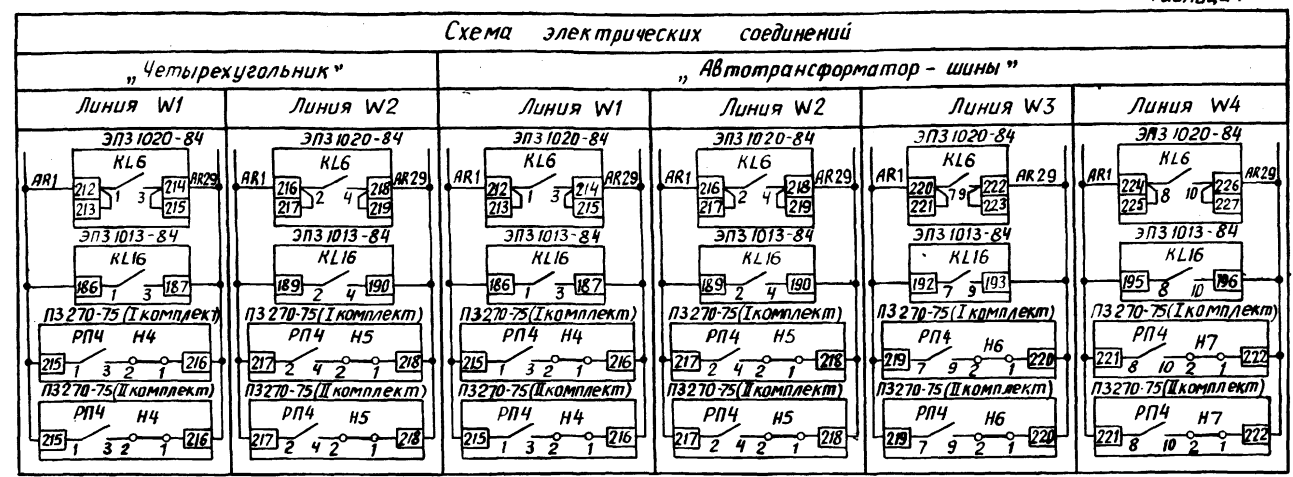 Схема электрических соединений
„Четырехугольник" „Автотрансформатор - шины"
Линия W1 Линия W2 Линия W1 Линия W2 Линия W3 Линия W4
ЭПЗ 1020-84 ЭПЗ 1020-84 ЭПЗ 1020-84 ЭПЗ 1020-84 ЭПЗ 1020-84 ЭПЗ 1020-84
KL6 KL6 KL6 KL6 KL6 KL6
AR1 212 214 AR29 AR1 216 218 AR29 AR1 212 214 AR29 AR1 216 218 AR29 AR1 220 222 AR29 AR1 224 226 AR29
1 3 2 4 1 3 2 4 7 9 8 10
213 215 217 219 213 215 217 219 221 223 225 227
ЭПЗ 1013-84 ЭПЗ 1013-84 ЭПЗ 1013-84 ЭПЗ 1013-84 ЭПЗ 1013-84 ЭПЗ 1013-84
KL16 KL16 KL16 KL16 KL16 KL16
186 1 3 187 189 2 4 190 186 1 3 187 189 2 4 190 192 7 9 193 195 8 10 196
ПЗ 270-75 (I комплект) ПЗ 270-75 (I комплект) ПЗ 270-75 (I комплект) ПЗ 270-75 (I комплект) ПЗ 270-75 (I комплект) ПЗ 270-75 (I комплект)
РП4 Н4 РП4 Н5 РП4 Н4 РП4 Н5 РП4 Н6 РП4 Н7
215 1 3 2 1 216 217 2 4 2 1 218 215 1 3 2 1 216 217 2 4 2 1 218 219 7 9 2 1 220 221 8 10 2 1 222
ПЗ 270-75 (II комплект) ПЗ 270-75 (II комплект) ПЗ 270-75 (II комплект) ПЗ 270-75 (II комплект) ПЗ 270-75 (II комплект) ПЗ 270-75 (II комплект)
РП4 Н4 РП4 Н5 РП4 Н4 РП4 Н5 РП4 Н6 РП4 Н7
215 1 3 2 1 216 217 2 4 2 1 218 215 1 3 2 1 216 217 2 4 2 1 218 219 7 9 2 1 220 221 8 10 2 1 222